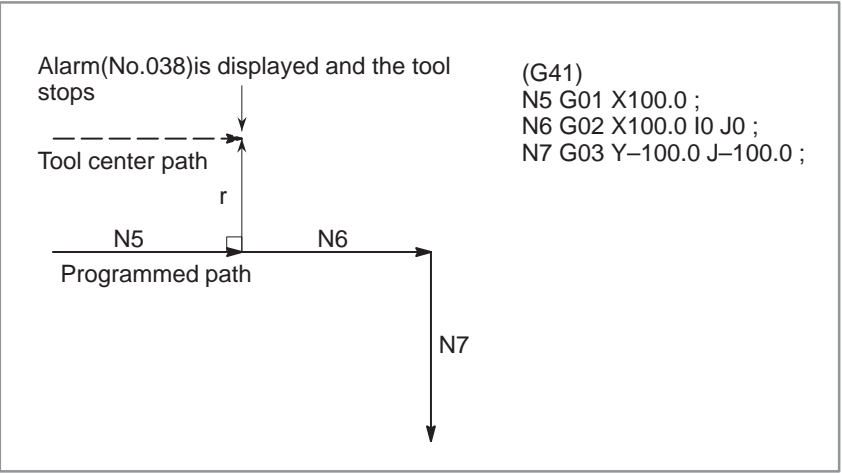 Alarm(No.038)is displayed and the tool
stops
(G41)
N5 G01 X100.0 ;
N6 G02 X100.0 I0 J0 ;
N7 G03 Y–100.0 J–100.0 ;
Tool center path
r
N5
N6
Programmed path
N7